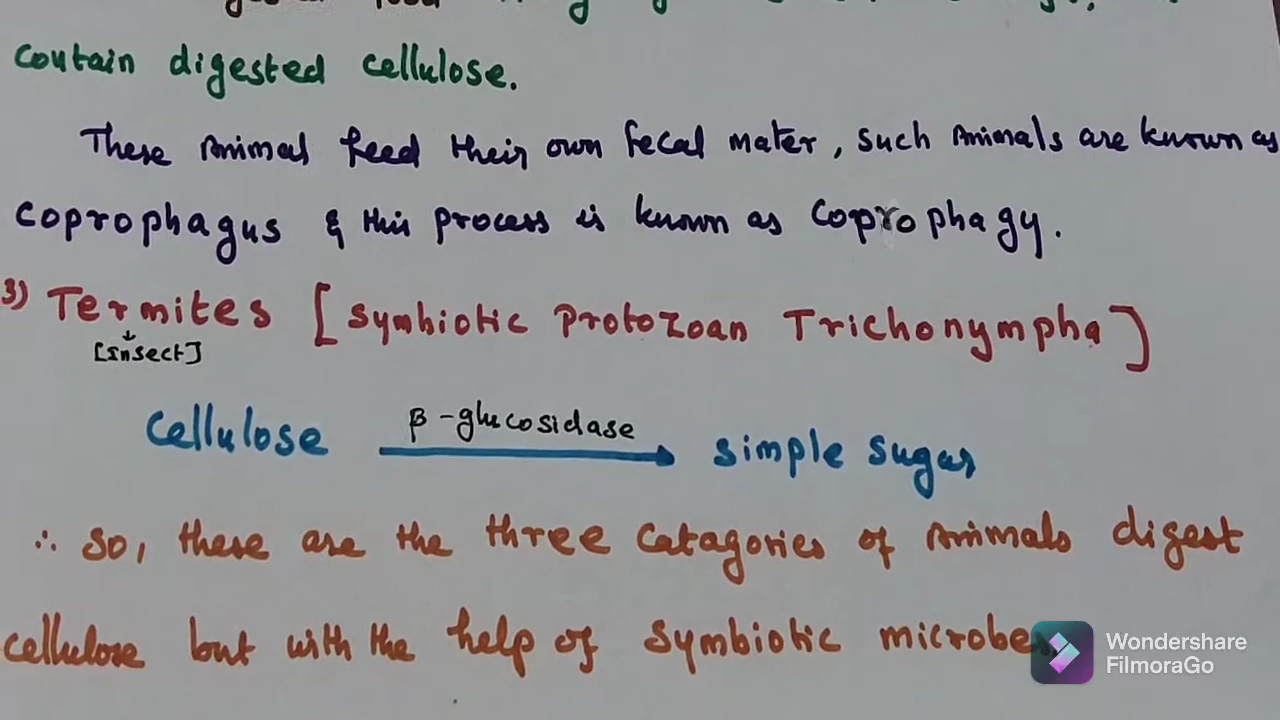 food
contain digested cellulose.
These Animal feed their own fecal mater, such Animals are known as
coprophagus & this process is known as Coprophagy.
3) Termites [Symbiotic Protozoan Trichonympha]
[Insect]
β-glucosidase
Cellulose simple sugar
∴ So, these are the three catagories of Animals digest
cellulose but with the help of Symbiotic microbes
Wondershare
FilmoraGo